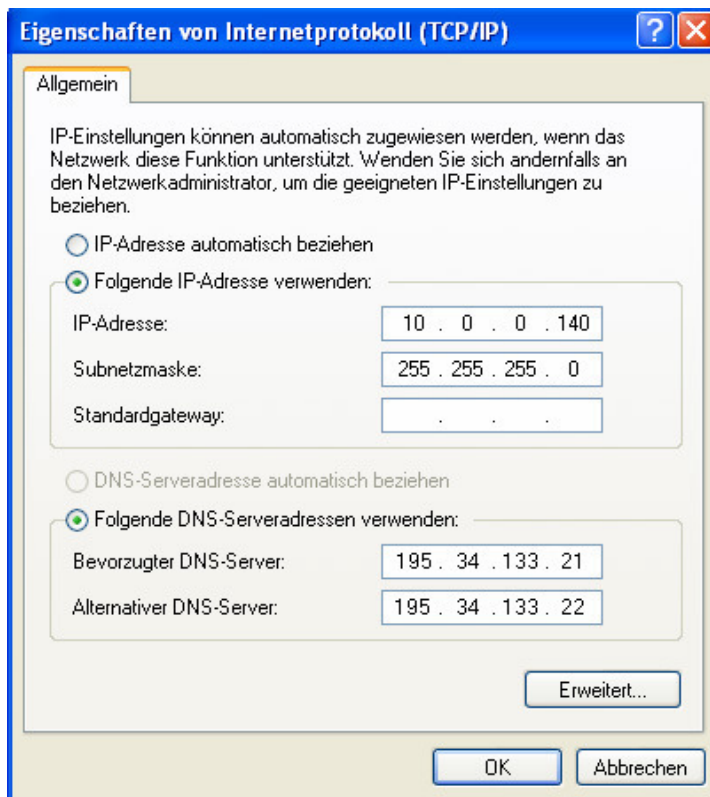 Eigenschaften von Internetprotokoll (TCP/IP)
Allgemein
IP-Einstellungen können automatisch zugewiesen werden, wenn das
Netzwerk diese Funktion unterstützt. Wenden Sie sich andernfalls an
den Netzwerkadministrator, um die geeigneten IP-Einstellungen zu
beziehen.
IP-Adresse automatisch beziehen
Folgende IP-Adresse verwenden:
IP-Adresse: 10 . 0 . 0 . 140
Subnetzmaske: 255 . 255 . 255 . 0
Standardgateway: . . .
DNS-Serveradresse automatisch beziehen
Folgende DNS-Serveradressen verwenden:
Bevorzugter DNS-Server: 195 . 34 . 133 . 21
Alternativer DNS-Server: 195 . 34 . 133 . 22
Erweitert...
OK Abbrechen